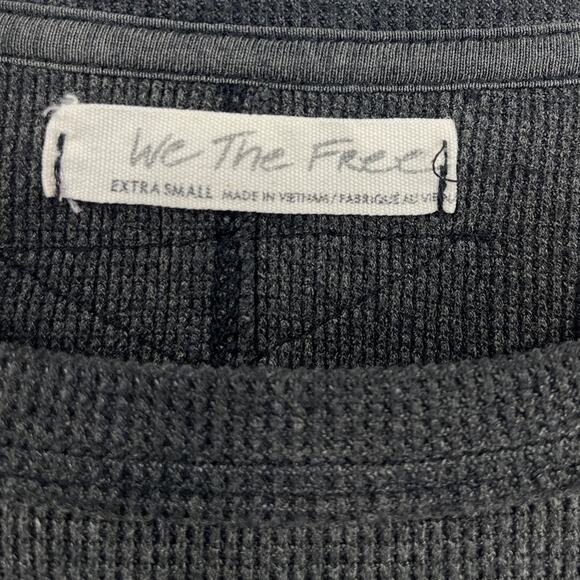 We The Free
EXTRA SMALL MADE IN VIETNAM / FABRIQUÉ AU